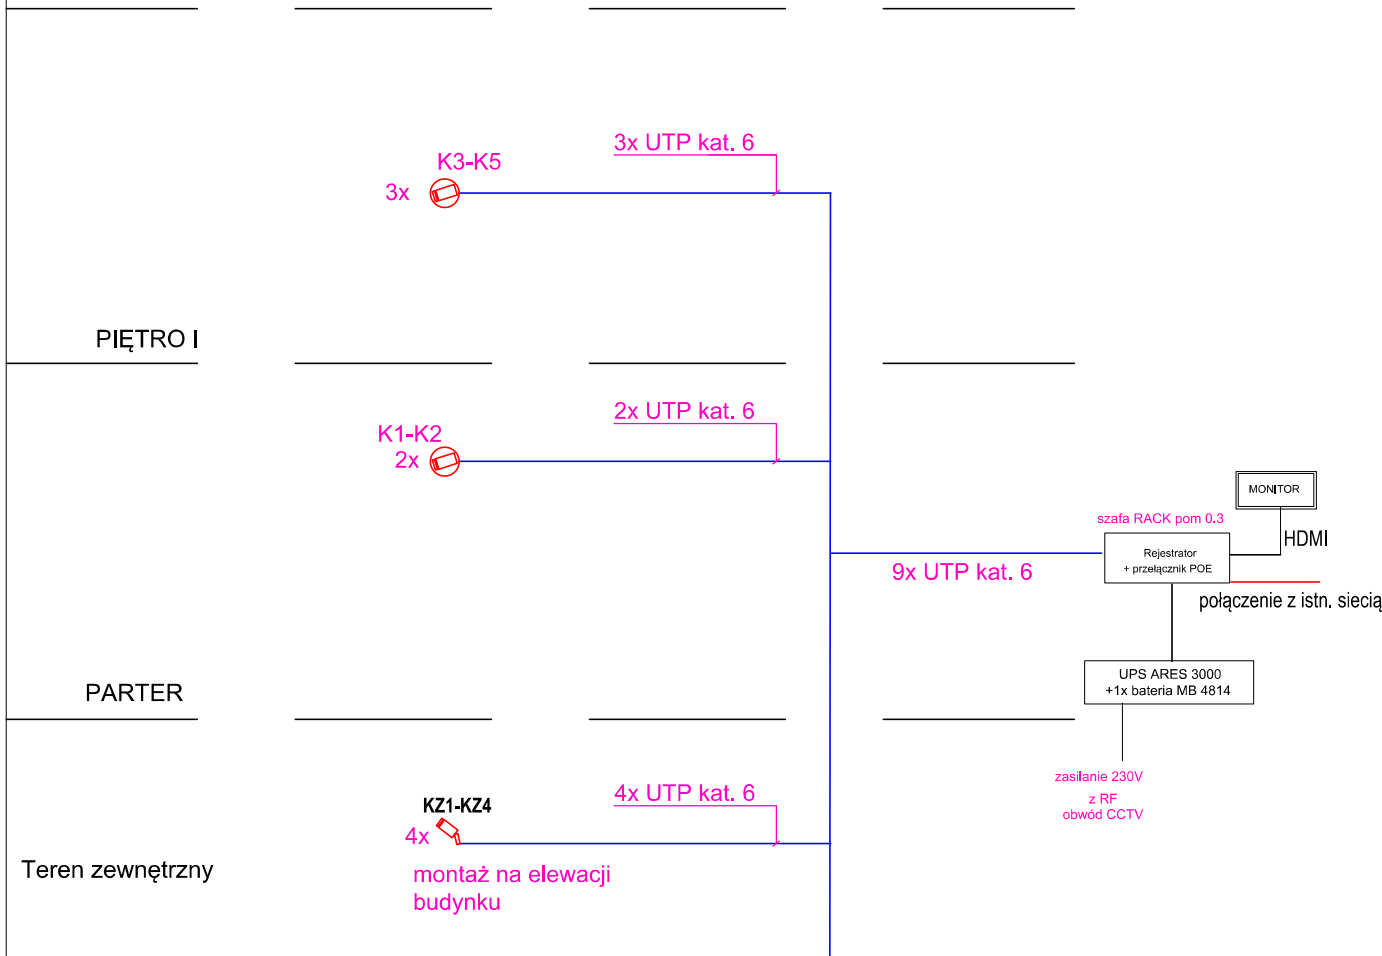 3x UTP kat. 6
K3-K5
3x
PIĘTRO I
2x UTP kat. 6
K1-K2
2x
MONITOR
szafa RACK pom 0.3
HDMI
Rejestrator
+ przełącznik POE
9x UTP kat. 6
połączenie z istn. siecią
UPS ARES 3000
+1x bateria MB 4814
PARTER
zasilanie 230V
z RF
obwód CCTV
4x UTP kat. 6
KZ1-KZ4
4x
Teren zewnętrzny
montaż na elewacji
budynku